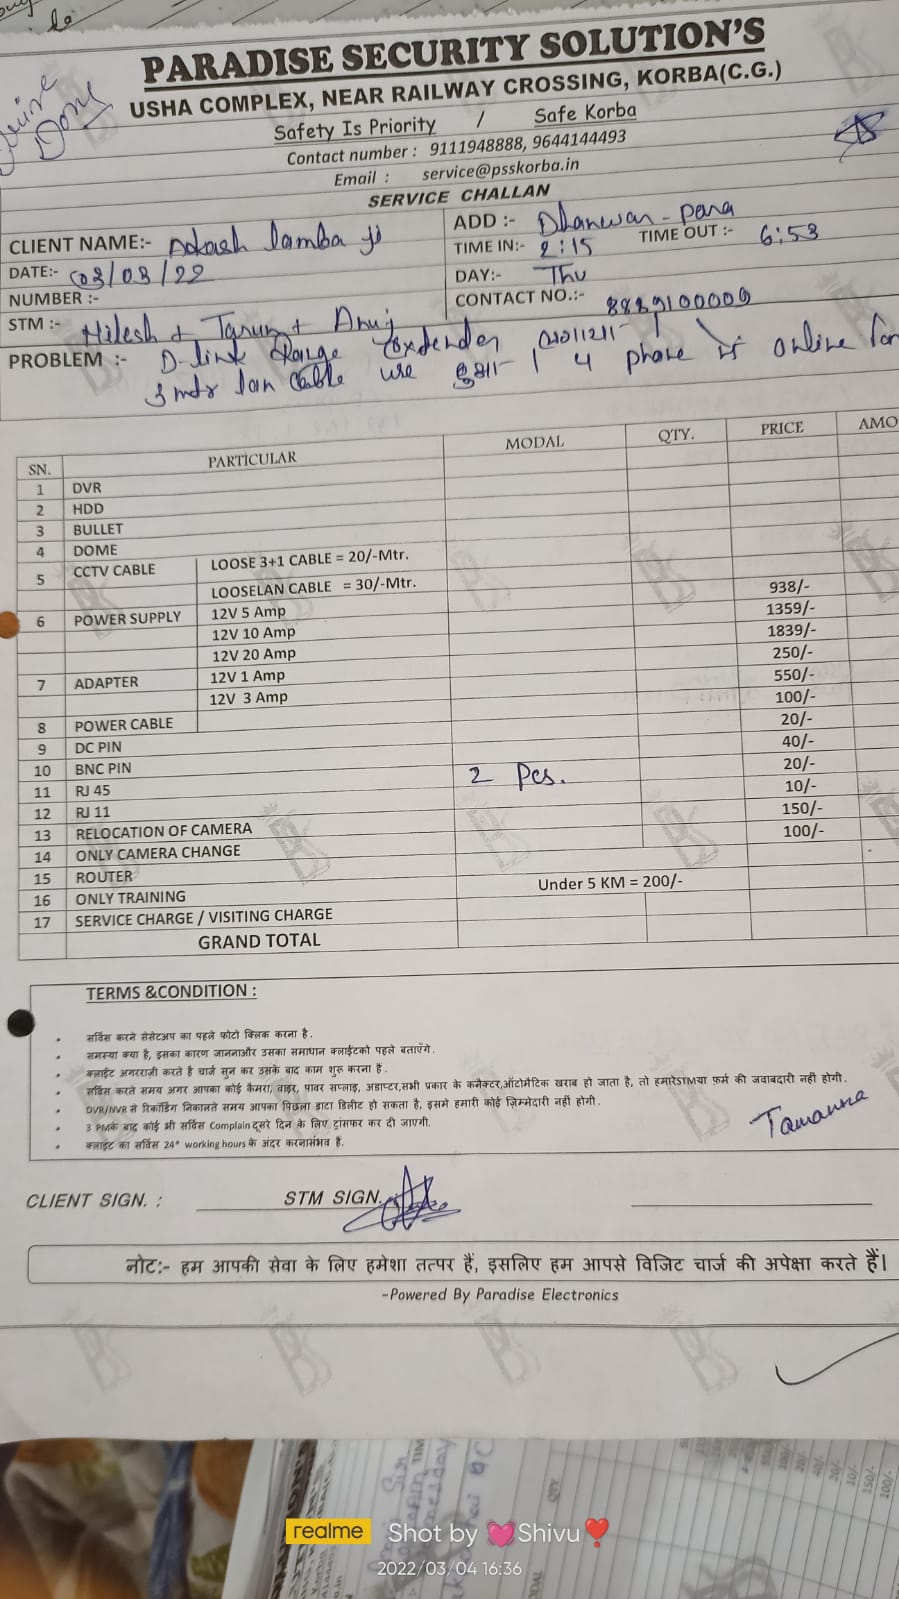 PARADISE SECURITY SOLUTION'S
USHA COMPLEX, NEAR RAILWAY CROSSING, KORBA(C.G.)
Safety Is Priority / Safe Korba
Contact number : 9111948888, 9644144493
Email : service@psskorba.in
SERVICE CHALLAN
Done
CLIENT NAME:- Aakash lamba ji
ADD :- Dhanwar-para
TIME IN:- 2:15 TIME OUT :- 6:53
DATE:- 03/03/22
DAY:- Thu
NUMBER :-
CONTACT NO.:- 8889100009
STM :- Nilesh + Tarun + Anuj
PROBLEM :- D-link Range Extender लगाया ।
3 mtr lan cable use हुआ । 4 phone is online for
SN. PARTICULAR MODAL QTY. PRICE AMO
1 DVR
2 HDD
3 BULLET
4 DOME
5 CCTV CABLE LOOSE 3+1 CABLE = 20/-Mtr.
LOOSELAN CABLE = 30/-Mtr.
6 POWER SUPPLY 12V 5 Amp 938/-
12V 10 Amp 1359/-
12V 20 Amp 1839/-
7 ADAPTER 12V 1 Amp 250/-
12V 3 Amp 550/-
8 POWER CABLE 100/-
9 DC PIN 20/-
10 BNC PIN 40/-
11 RJ 45 2 Pcs. 20/-
12 RJ 11 10/-
13 RELOCATION OF CAMERA 150/-
14 ONLY CAMERA CHANGE 100/-
15 ROUTER
16 ONLY TRAINING
17 SERVICE CHARGE / VISITING CHARGE Under 5 KM = 200/-
GRAND TOTAL
TERMS &CONDITION :
सर्विस करने सेसेटअप का पहले फोटो क्लिक करना है.
समस्या क्या है, इसका कारण जाननाऔर उसका समाधान क्लाईटको पहले बताएँगे.
क्लाईट अगरराज़ी करते है चार्ज सुन कर उसके बाद काम शुरू करना है.
सर्विस करते समय अगर आपका कोई कैमरा, वाइर, पावर सप्लाइ, अडाप्टर,सभी प्रकार के कनैक्टर,ऑटोमैटिक खराब हो जाता है, तो हमारेSTMया फ़र्म की जवाबदारी नहीं होगी.
DVR/NVR से रिकॉर्डिंग निकालते समय आपका पिछला डाटा डिलीट हो सकता है, इसमे हमारी कोई ज़िम्मेदारी नहीं होगी.
3 PMके बाद कोई भी सर्विस Complain दूसरे दिन के लिए ट्रांसफर कर दी जाएगी.
क्लाइंट का सर्विस 24* working hours के अंदर करनासंभव है.
Tamanna
CLIENT SIGN. : STM SIGN.
नोट:- हम आपकी सेवा के लिए हमेशा तत्पर हैं, इसलिए हम आपसे विजिट चार्ज की अपेक्षा करते हैं।
-Powered By Paradise Electronics
realme Shot by 💓Shivu❣
2022/03/04 16:36